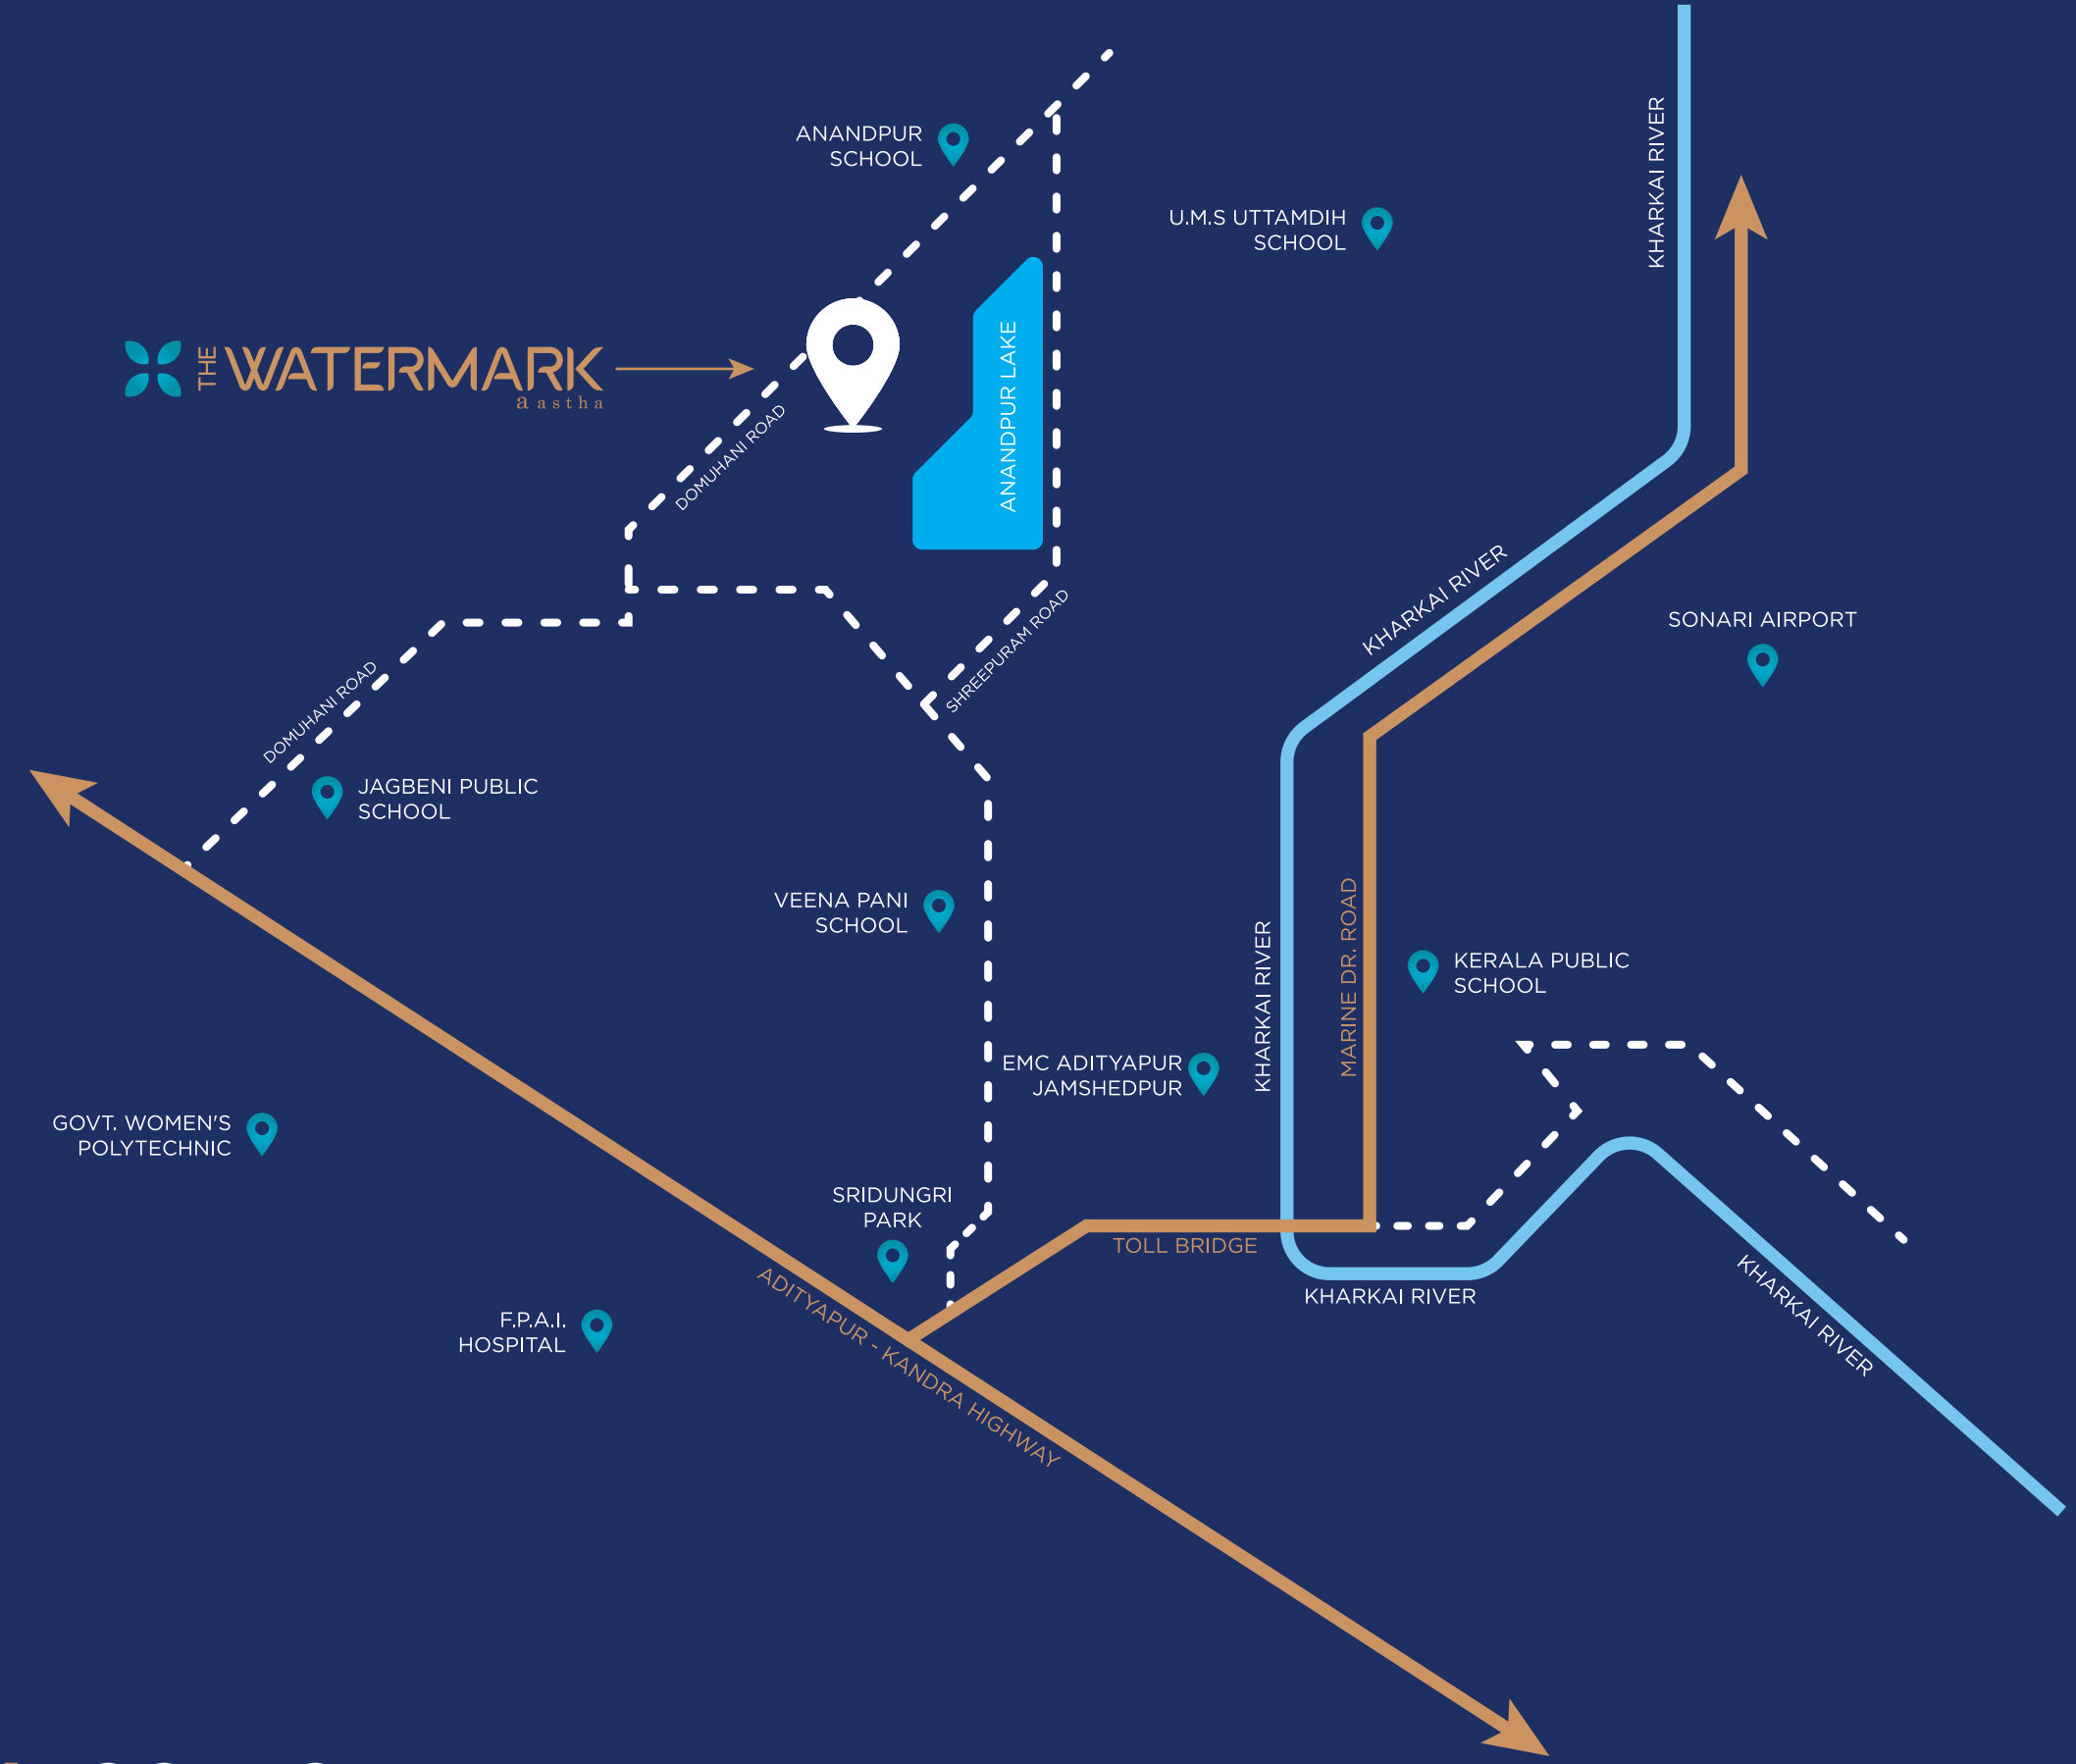 ANANDPUR
SCHOOL
U.M.S UTTAMDIH
SCHOOL
KHARKAI RIVER
THE WATERMARK
aastha
ANANDPUR LAKE
DOMUHANI ROAD
KHARKAI RIVER
SHREEPURAM ROAD
SONARI AIRPORT
DOMUHANI ROAD
JAGBENI PUBLIC
SCHOOL
VEENA PANI
SCHOOL
KHARKAI RIVER
MARINE DR. ROAD
KERALA PUBLIC
SCHOOL
EMC ADITYAPUR
JAMSHEDPUR
GOVT. WOMEN'S
POLYTECHNIC
SRIDUNGRI
PARK
TOLL BRIDGE
KHARKAI RIVER
KHARKAI RIVER
F.P.A.I.
HOSPITAL
ADITYAPUR - KANDRA HIGHWAY